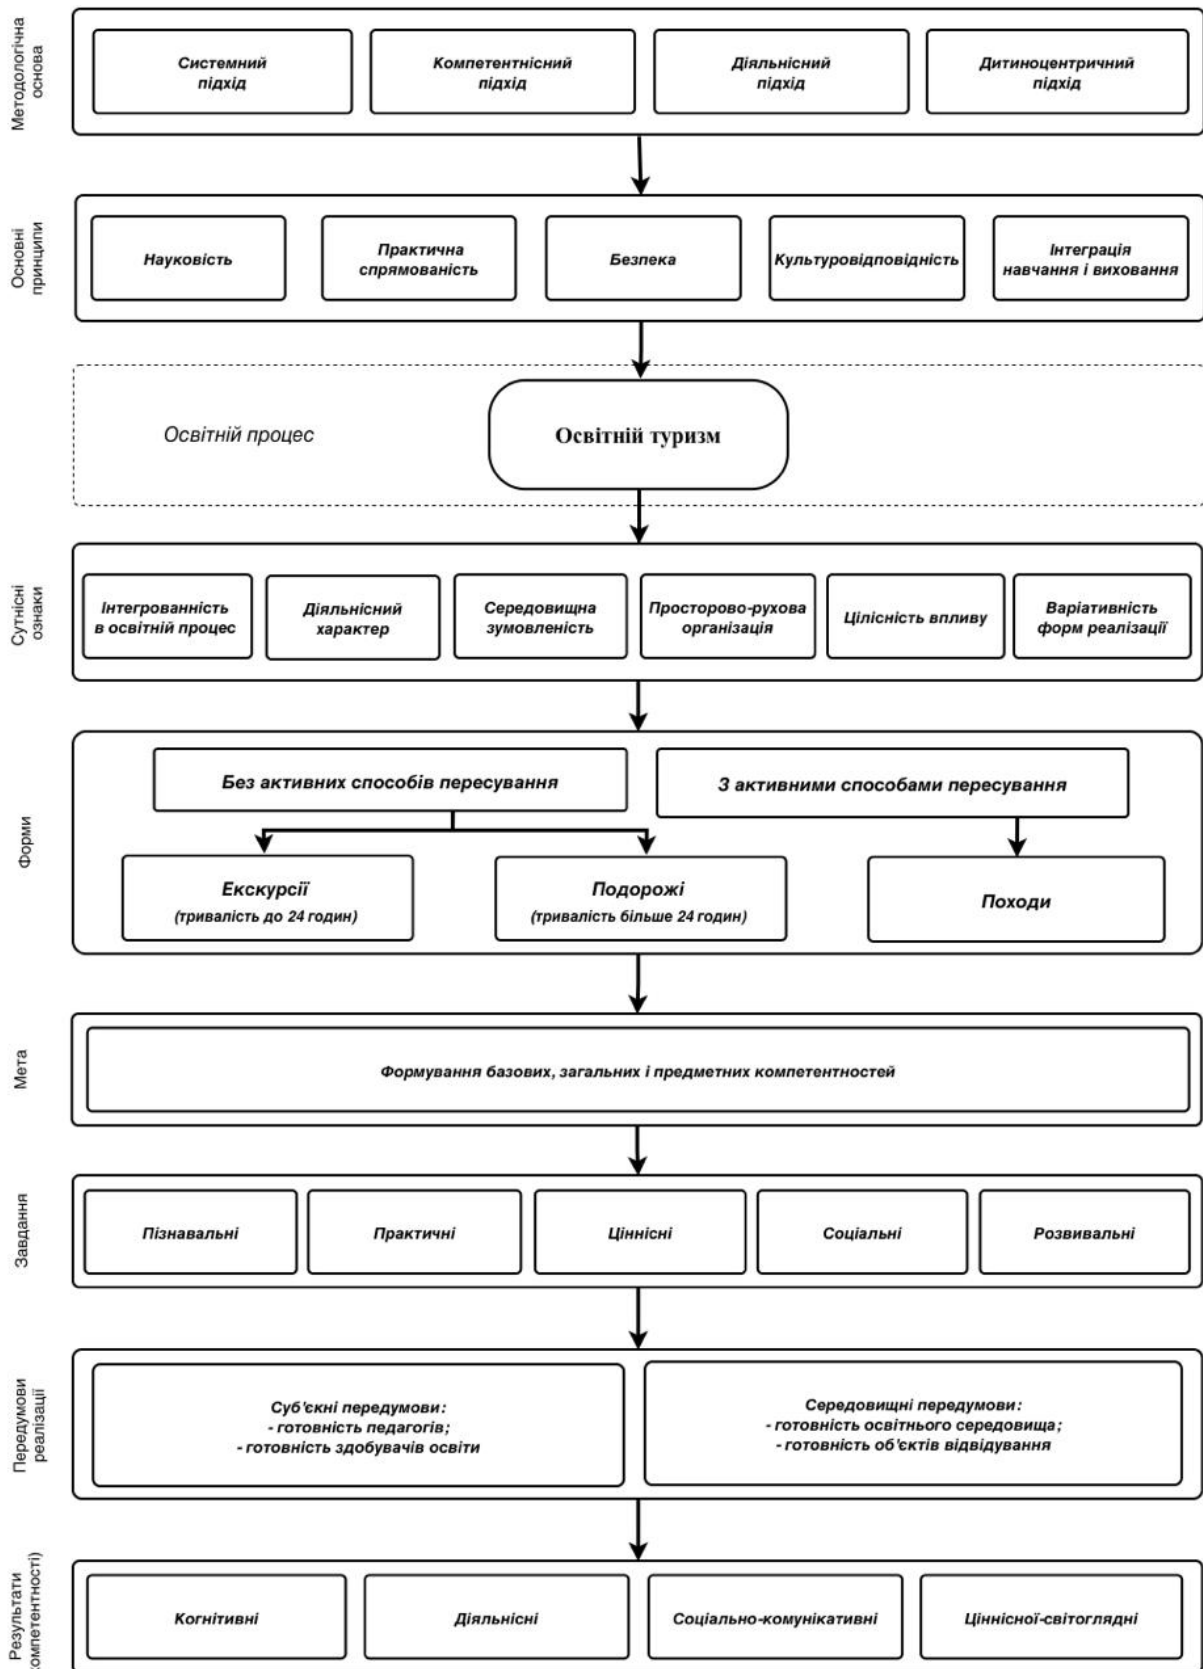 Методологічна
основа
Системний
підхід
Компетентнісний
підхід
Діяльнісний
підхід
Дитиноцентричний
підхід
Основні
принципи
Науковість
Практична
спрямованість
Безпека
Культуровідповідність
Інтеграція
навчання і виховання
Освітній процес
Освітній туризм
Сутнісні
ознаки
Інтегрованність
в освітній процес
Діяльнісний
характер
Середовищна
зумовленість
Просторово-рухова
організація
Цілісність впливу
Варіативність
форм реалізації
Форми
Без активних способів пересування
З активними способами пересування
Екскурсії
(тривалість до 24 годин)
Подорожі
(тривалість більше 24 годин)
Походи
Мета
Формування базових, загальних і предметних компетентностей
Завдання
Пізнавальні
Практичні
Ціннісні
Соціальні
Розвивальні
Передумови
реалізації
Суб'єкні передумови:
- готовність педагогів;
- готовність здобувачів освіти
Середовищні передумови:
- готовність освітнього середовища;
- готовність об'єктів відвідування
Результати
компетентності)
Когнітивні
Діяльнісні
Соціально-комунікативні
Ціннісної-світоглядні